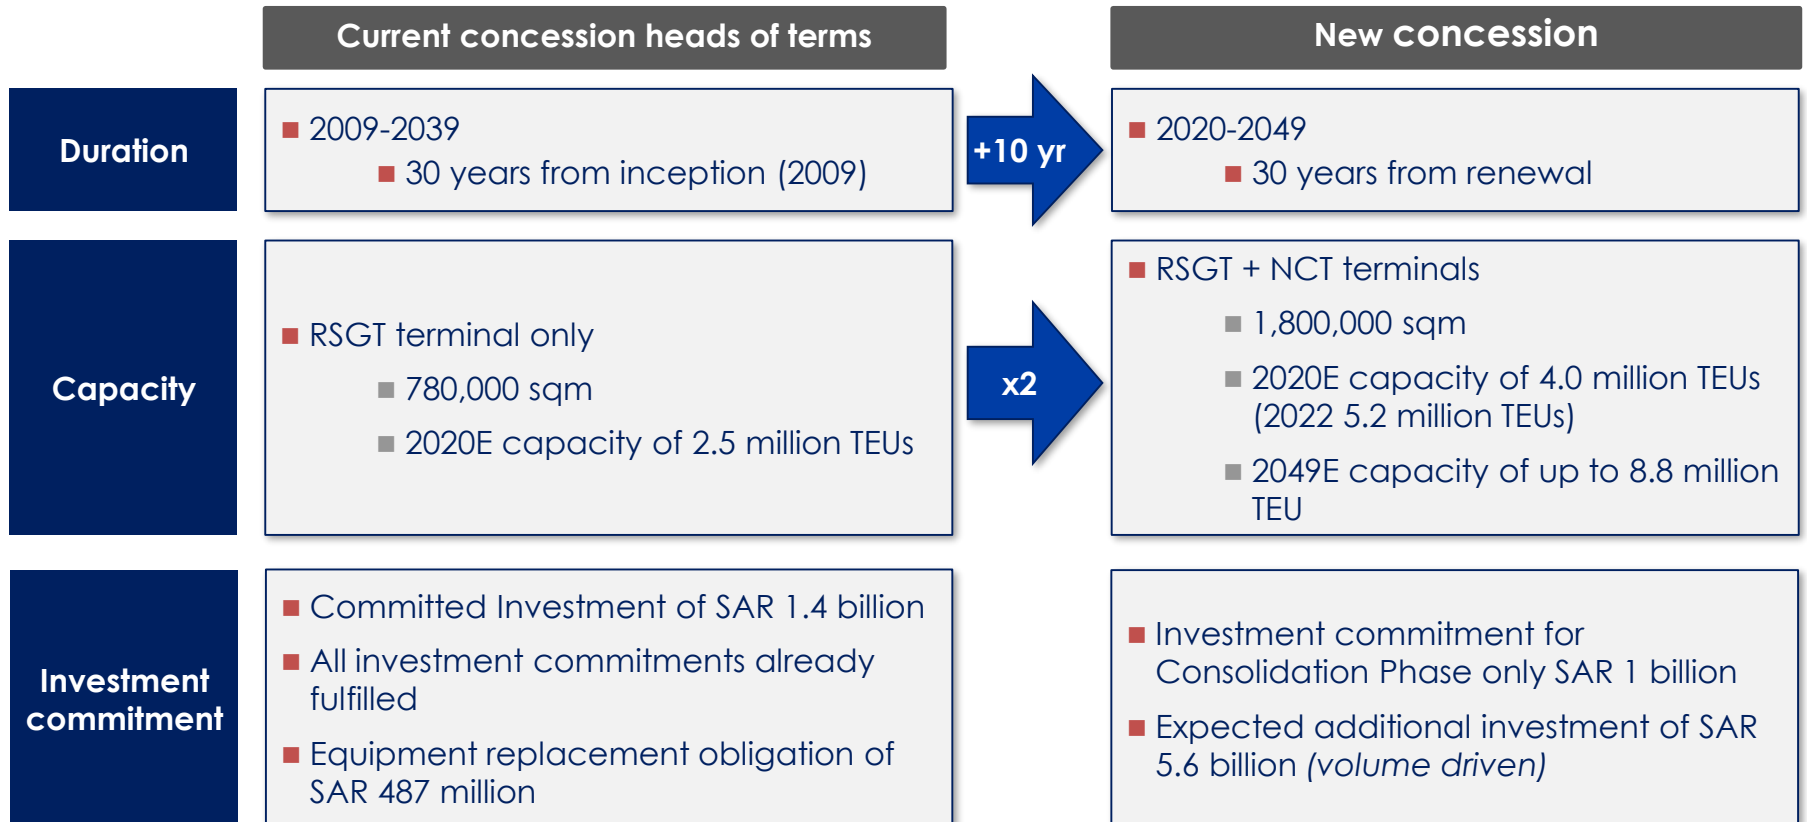 Current concession heads of terms
New concession
Duration
2009-2039
30 years from inception (2009)
+10 yr
2020-2049
30 years from renewal
Capacity
RSGT terminal only
780,000 sqm
2020E capacity of 2.5 million TEUs
x2
RSGT + NCT terminals
1,800,000 sqm
2020E capacity of 4.0 million TEUs
(2022 5.2 million TEUs)
2049E capacity of up to 8.8 million
TEU
Investment
commitment
Committed Investment of SAR 1.4 billion
All investment commitments already
fulfilled
Equipment replacement obligation of
SAR 487 million
Investment commitment for
Consolidation Phase only SAR 1 billion
Expected additional investment of SAR
5.6 billion (volume driven)